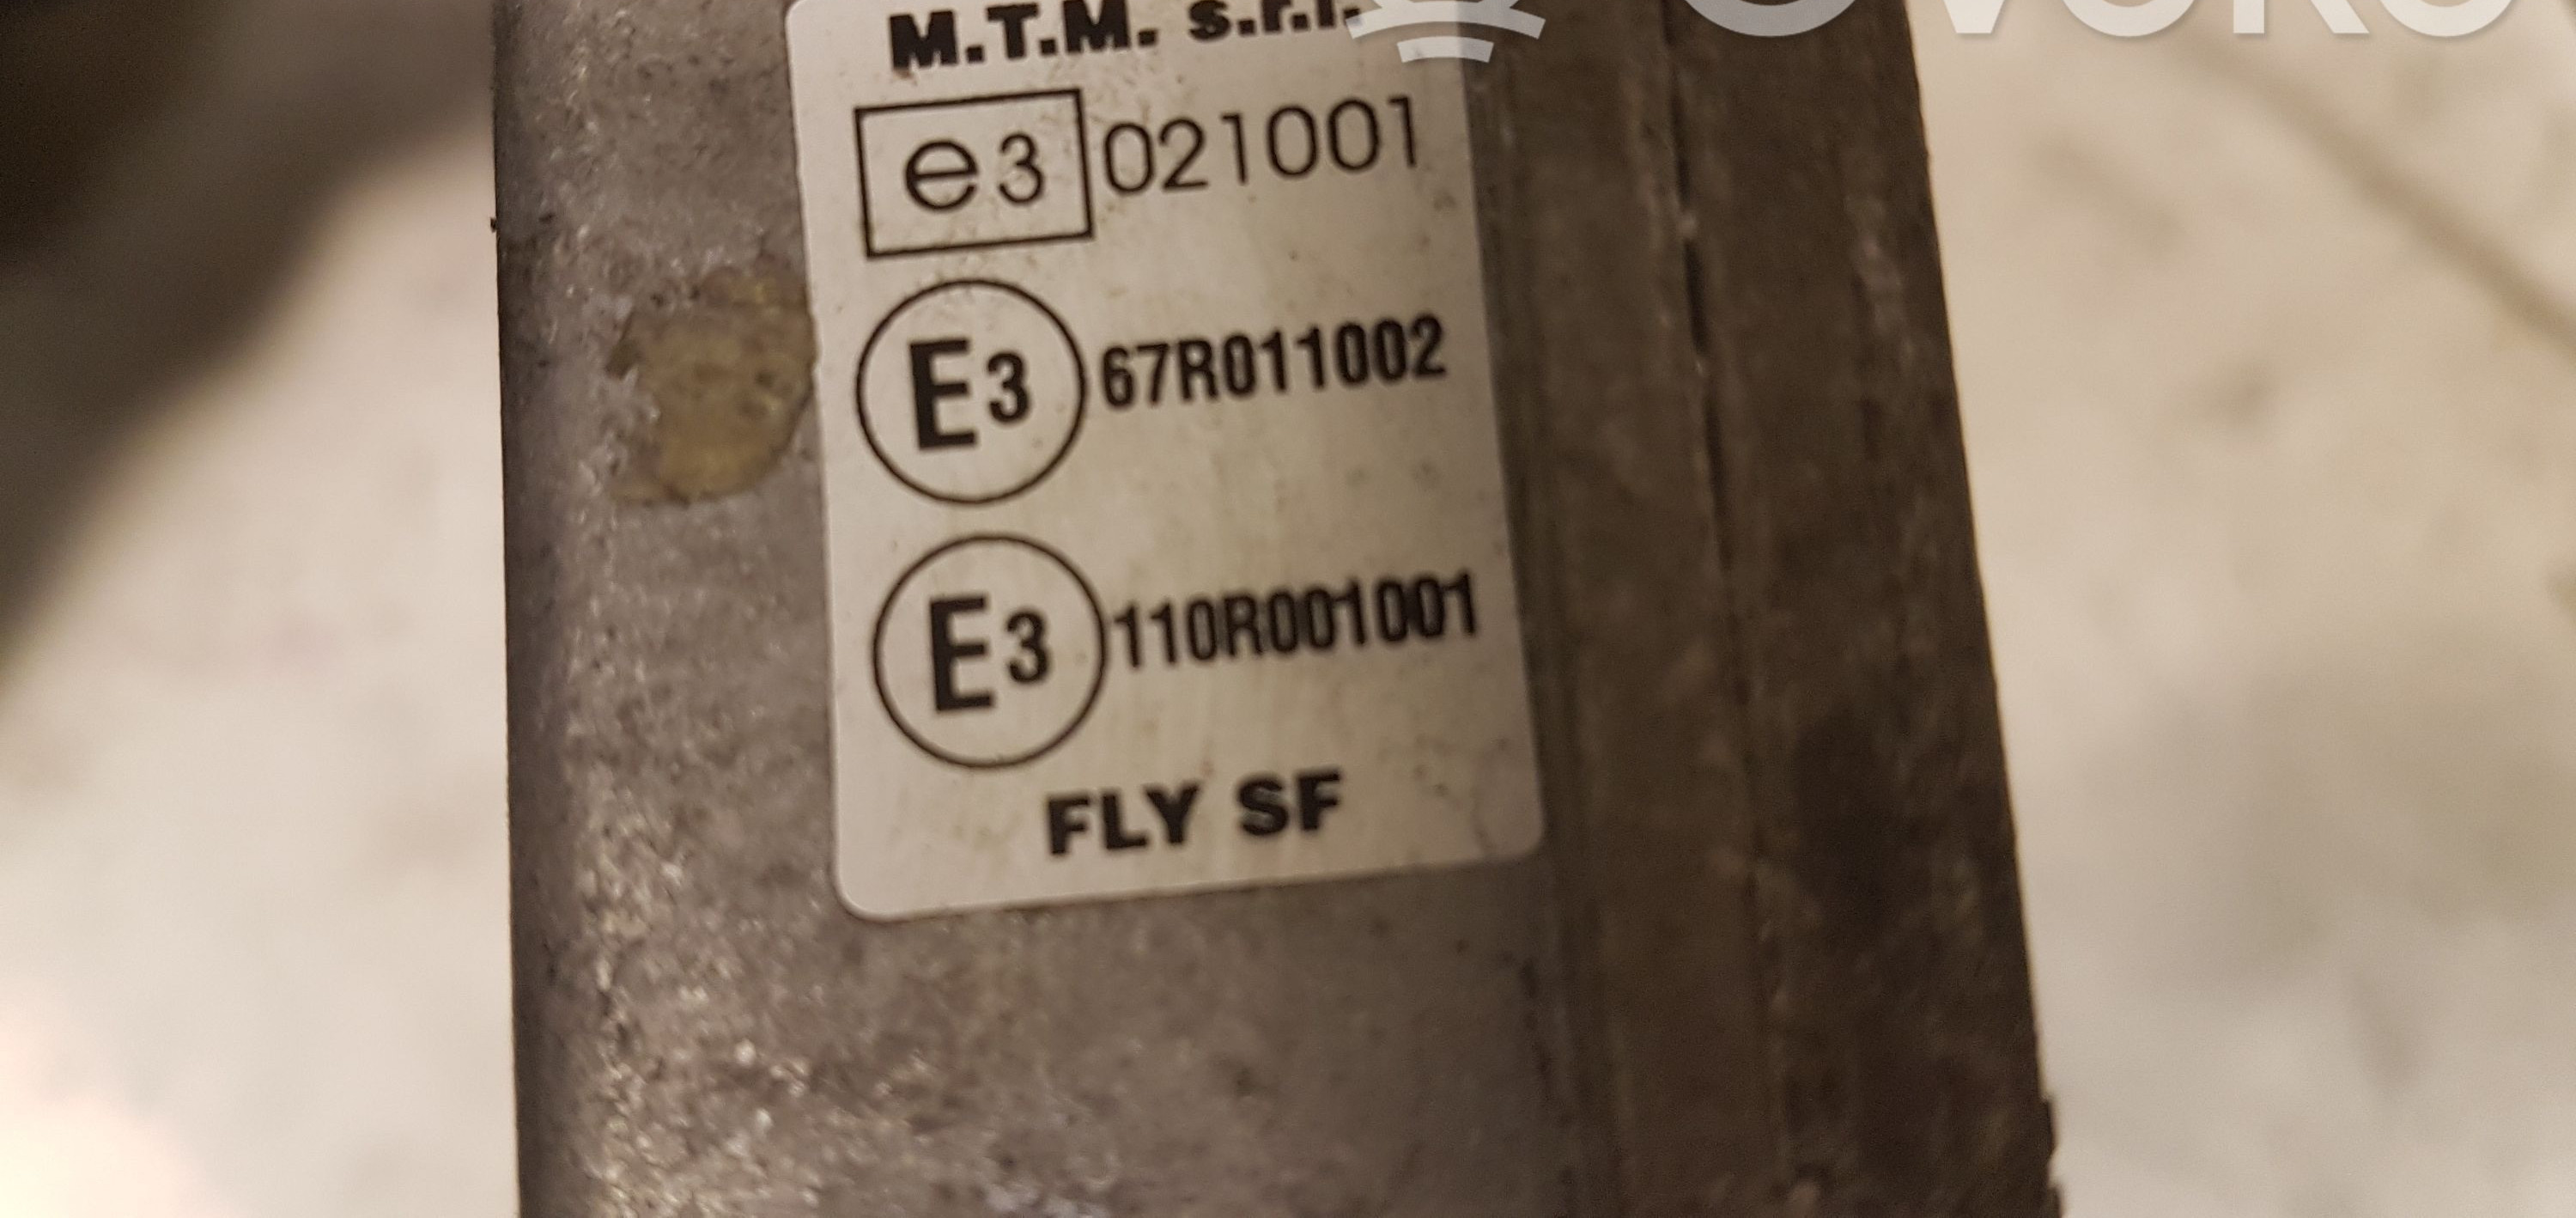 M.T.M. s.r.l.
e3 021001
E3 67R011002
E3 110R001001
FLY SF